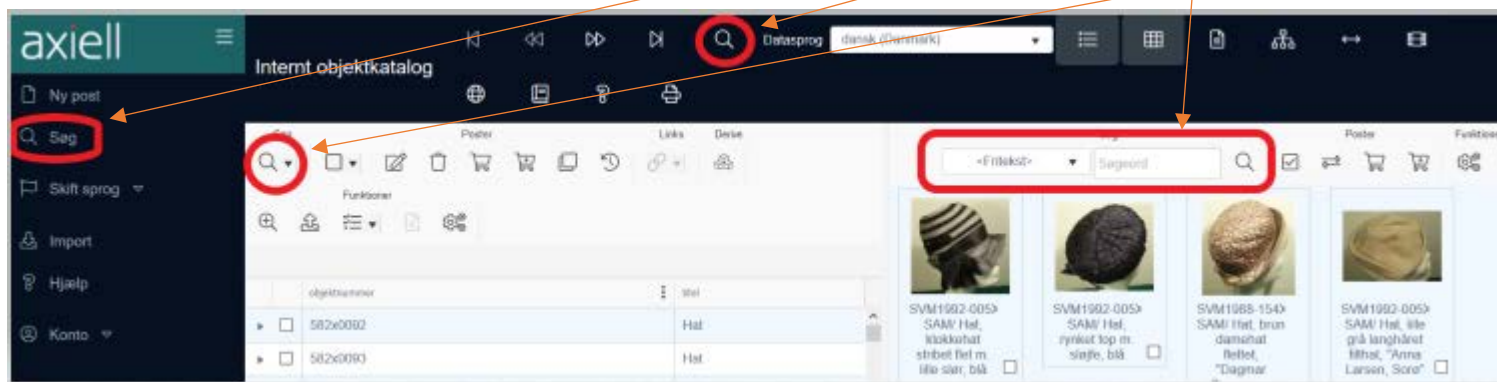 axiell
Internt objektkatalog
Datasprog dansk (Danmark)
Ny post
Søg
Skift sprog
Import
Hjælp
Konto
Poster
Links
Derive
Funktioner
objektnummer titel
582x0092 Hat
582x0093 Hat
<Fritekst> Søgeord
Poster
Funktioner
SVM1992-005>
SAM/ Hat,
klokkehat
stribet flet m.
lille slør, blå
SVM1992-005>
SAM/ Hat,
rynket top m.
sløjfe, blå
SVM1988-154>
SAM/ Hat, brun
damehat
flettet,
"Dagmar
SVM1992-005>
SAM/ Hat, lille
grå langhåret
filthat, "Anna
Larsen, Sorø"